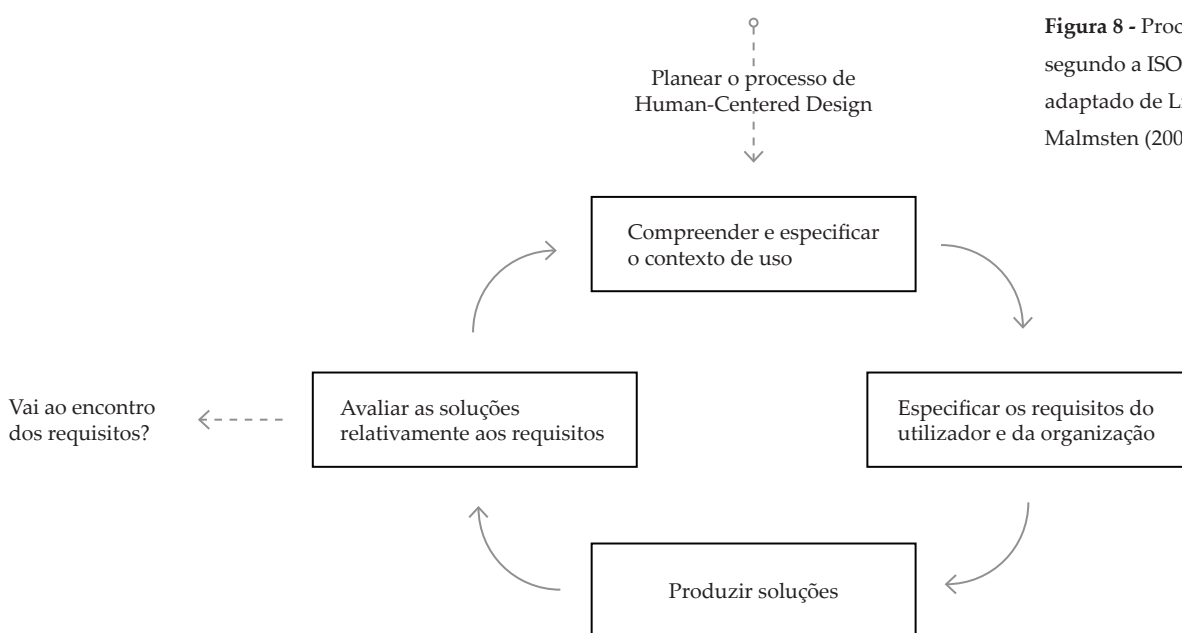 Figura 8 - Proc
segundo a ISO
adaptado de L
Malmsten (200
Planear o processo de
Human-Centered Design
Compreender e especificar
o contexto de uso
Vai ao encontro
dos requisitos?
Avaliar as soluções
relativamente aos requisitos
Especificar os requisitos do
utilizador e da organização
Produzir soluções